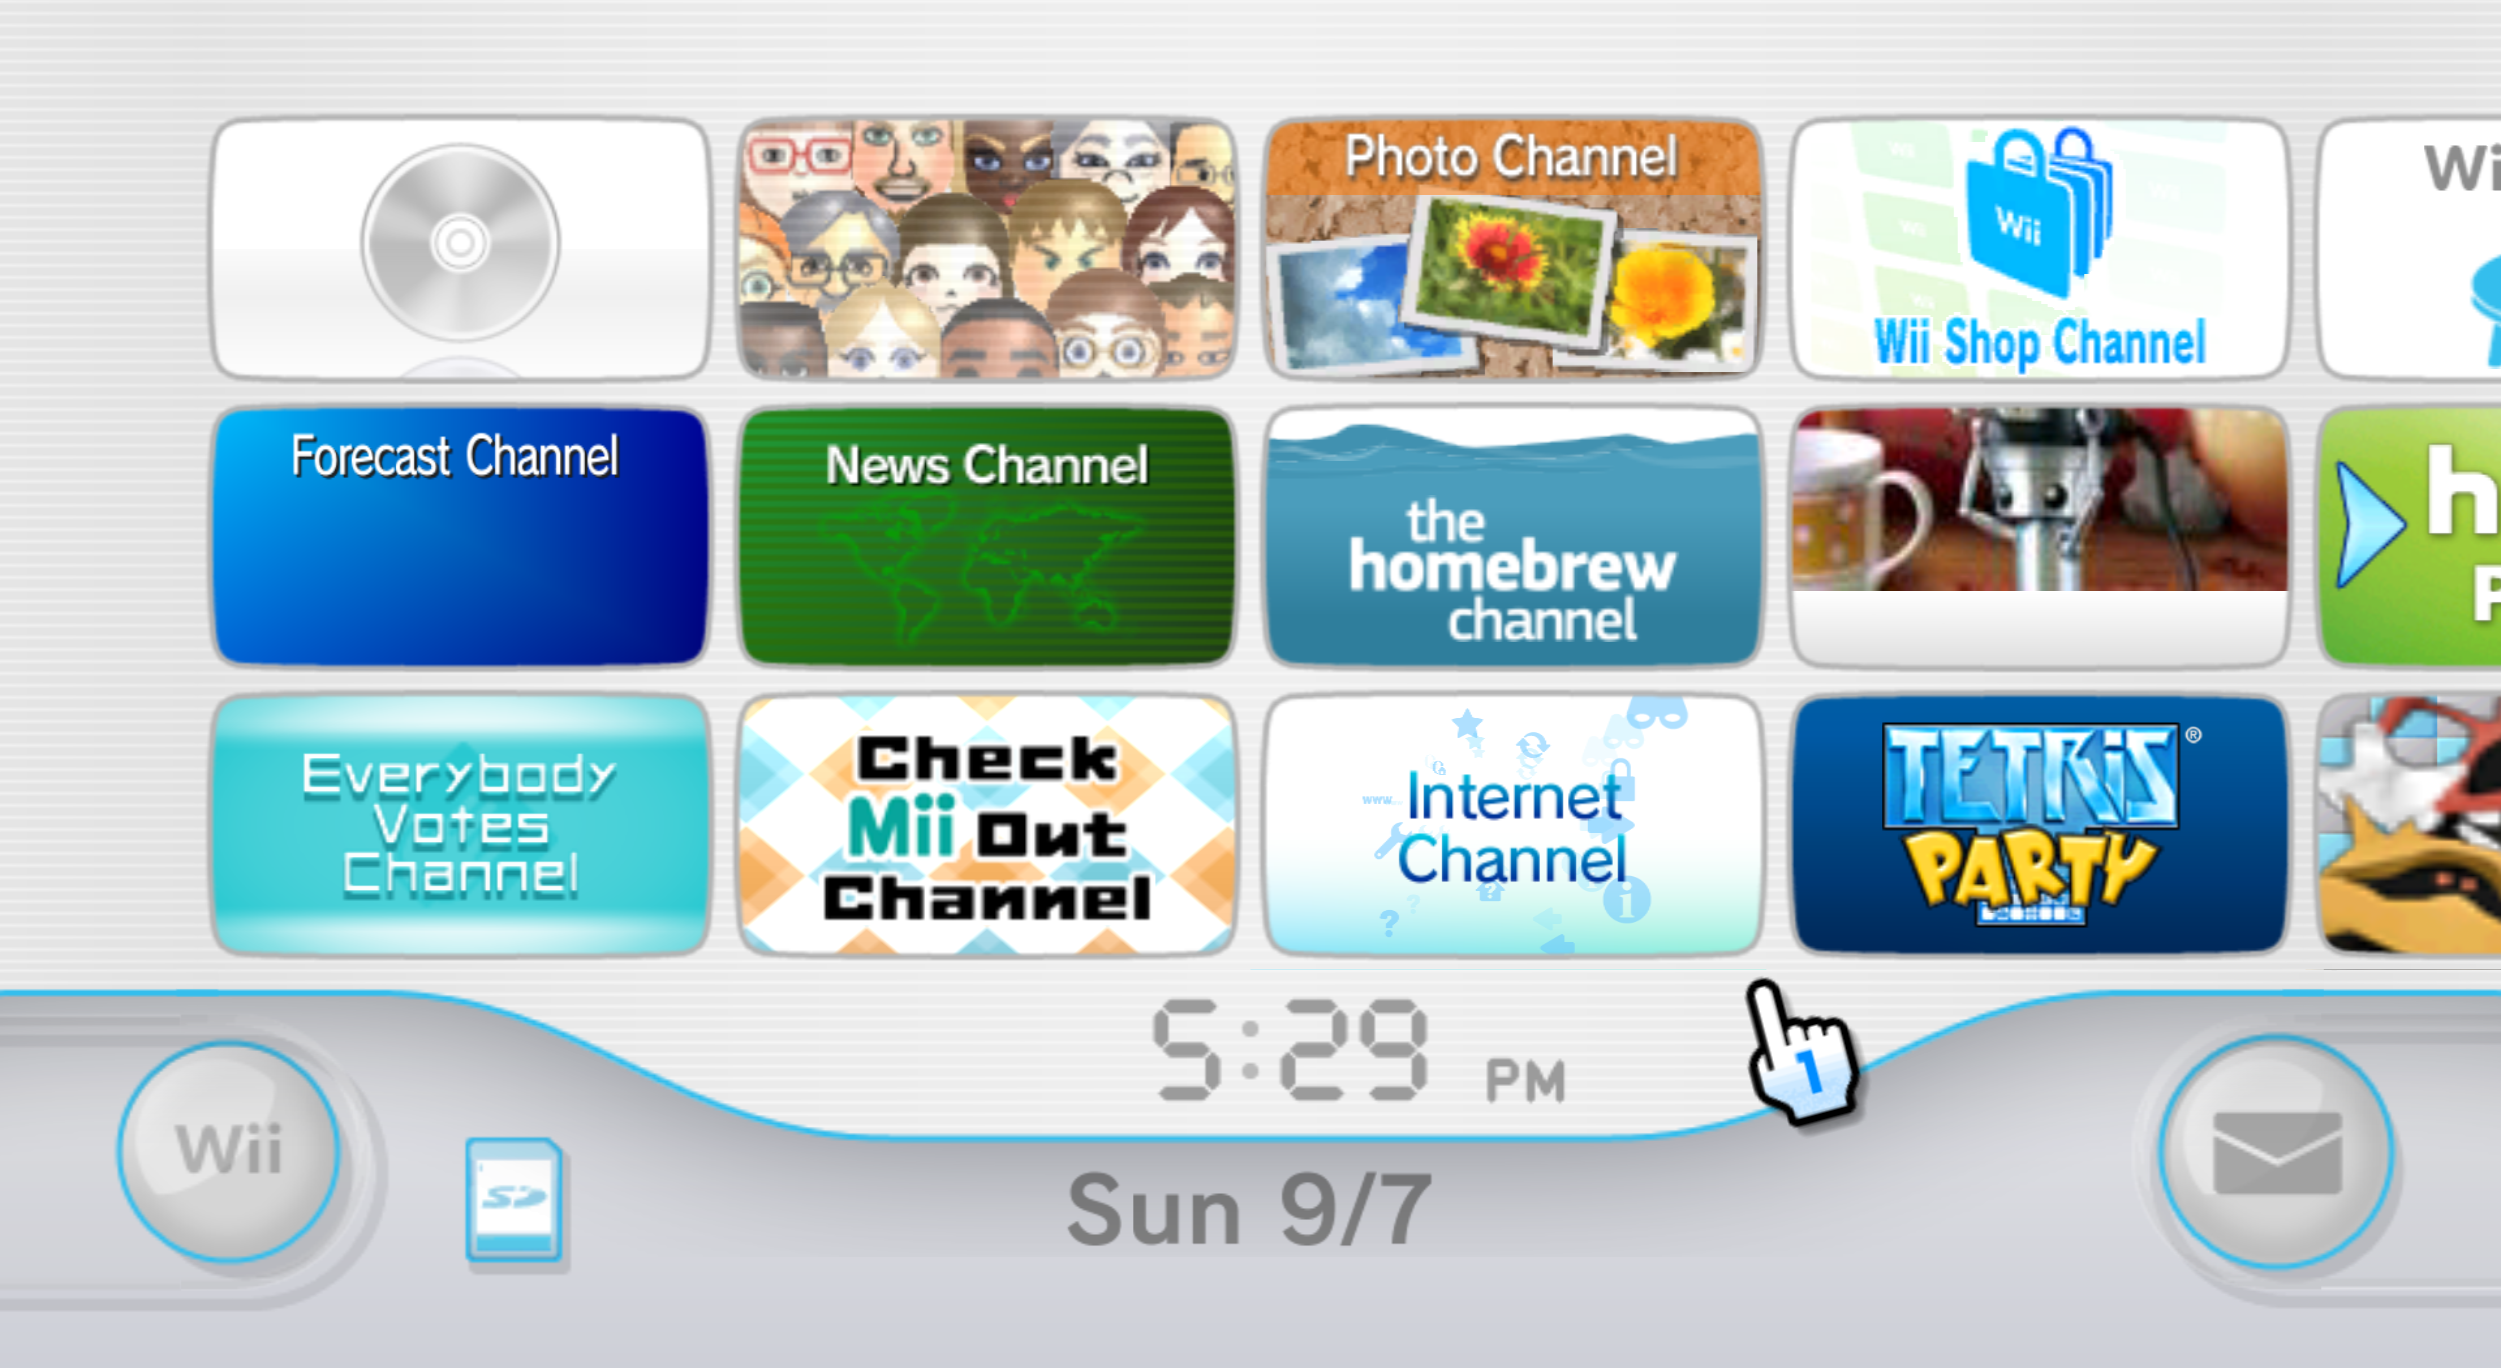 Photo Channel
Wii
Wii Shop Channel
Wi
Forecast Channel
News Channel
the
homebrew
channel
h
P
Everybody
Votes
Channel
Check
Mii Out
Channel
www.
Internet
Channel
TETRIS®
PARTY
5:29 PM
1
Wii
SD
Sun 9/7